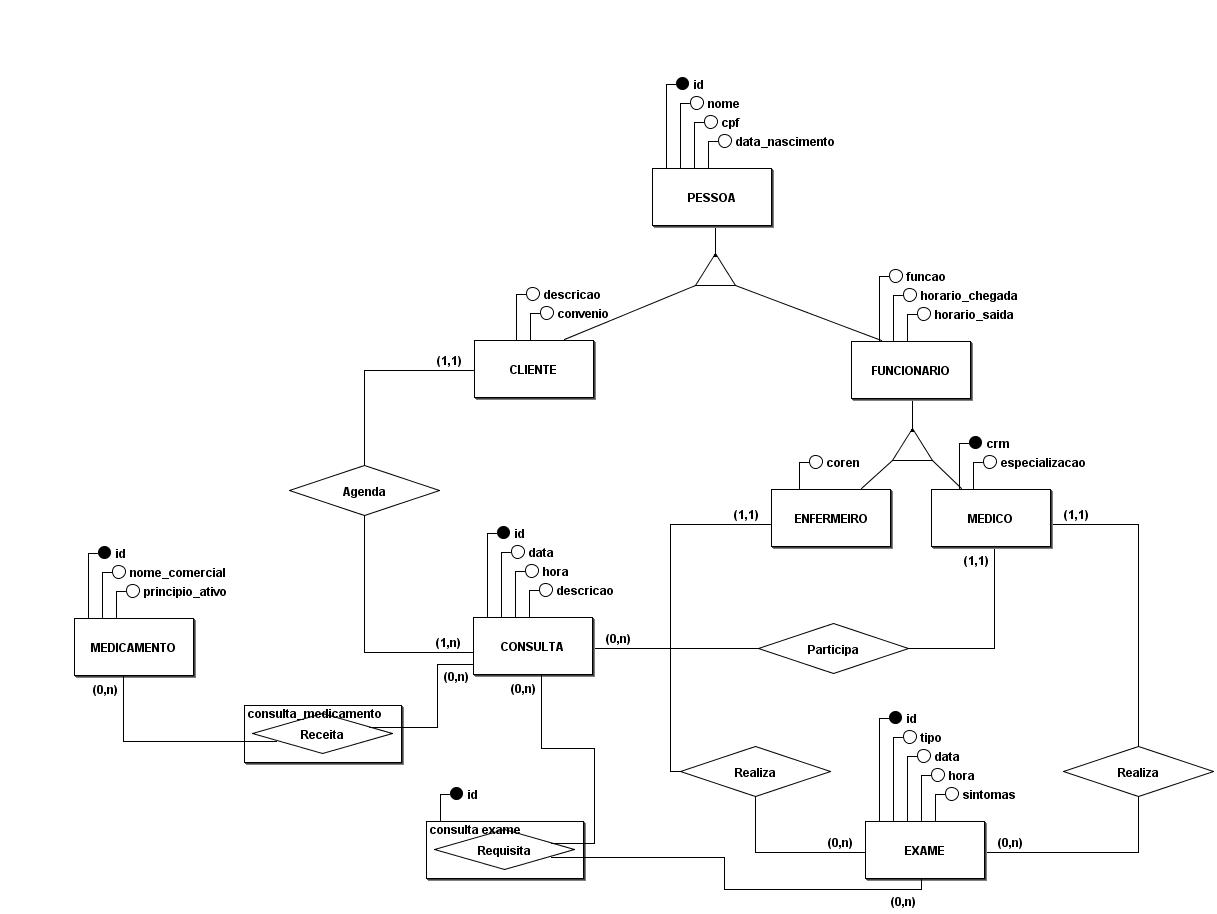 id
nome
cpf
data_nascimento
PESSOA
descricao
convenio
CLIENTE
(1,1)
funcao
horario_chegada
horario_saida
FUNCIONARIO
Agenda
coren
ENFERMEIRO
(1,1)
crm
especializacao
MEDICO
(1,1)
(1,1)
id
nome_comercial
principio_ativo
MEDICAMENTO
(0,n)
id
data
hora
descricao
CONSULTA
(1,n)
(0,n)
(0,n)
(0,n)
Participa
consulta_medicamento
Receita
Realiza
id
tipo
data
hora
sintomas
EXAME
(0,n)
(0,n)
(0,n)
Realiza
id
consulta exame
Requisita